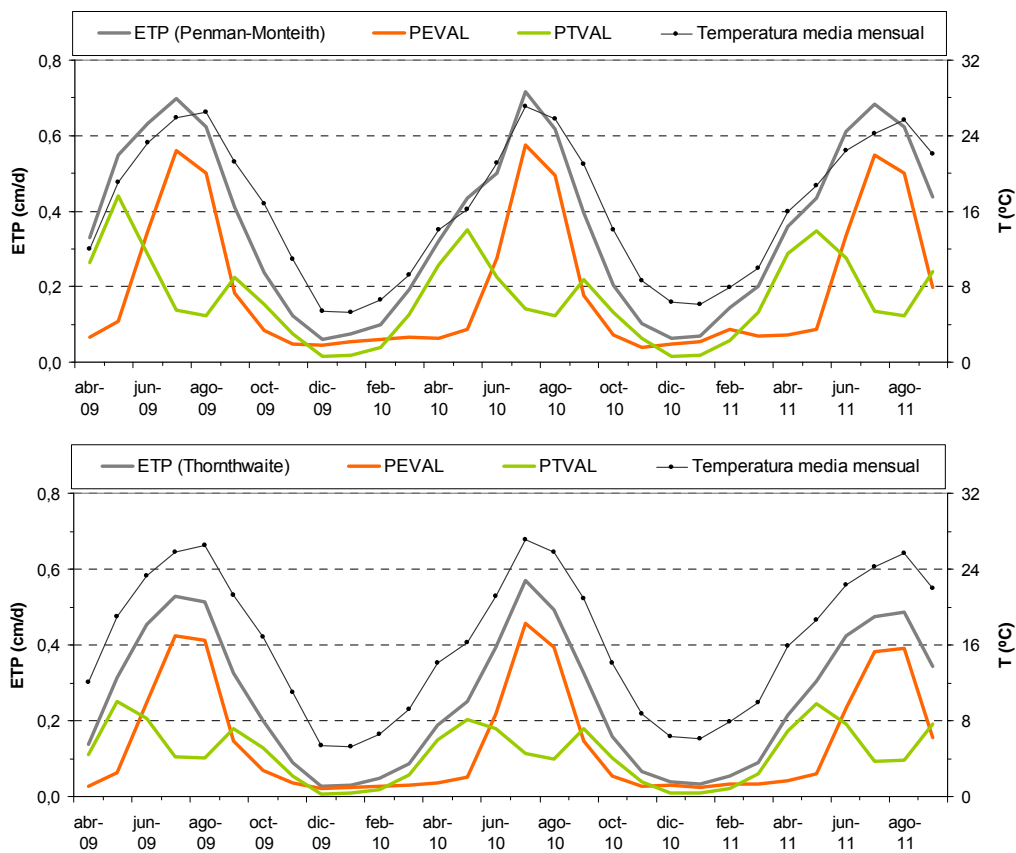 ETP (Penman-Monteith) PEVAL PTVAL Temperatura media mensual
0,8 32
0,6 24
0,4 16
0,2 8
0,0 0
ETP (cm/d)
T (ºC)
abr- jun- ago- oct- dic- feb- abr- jun- ago- oct- dic- feb- abr- jun- ago-
09 09 09 09 09 10 10 10 10 10 10 11 11 11 11
ETP (Thornthwaite) PEVAL PTVAL Temperatura media mensual
0,8 32
0,6 24
0,4 16
0,2 8
0,0 0
ETP (cm/d)
T (ºC)
abr- jun- ago- oct- dic- feb- abr- jun- ago- oct- dic- feb- abr- jun- ago-
09 09 09 09 09 10 10 10 10 10 10 11 11 11 11